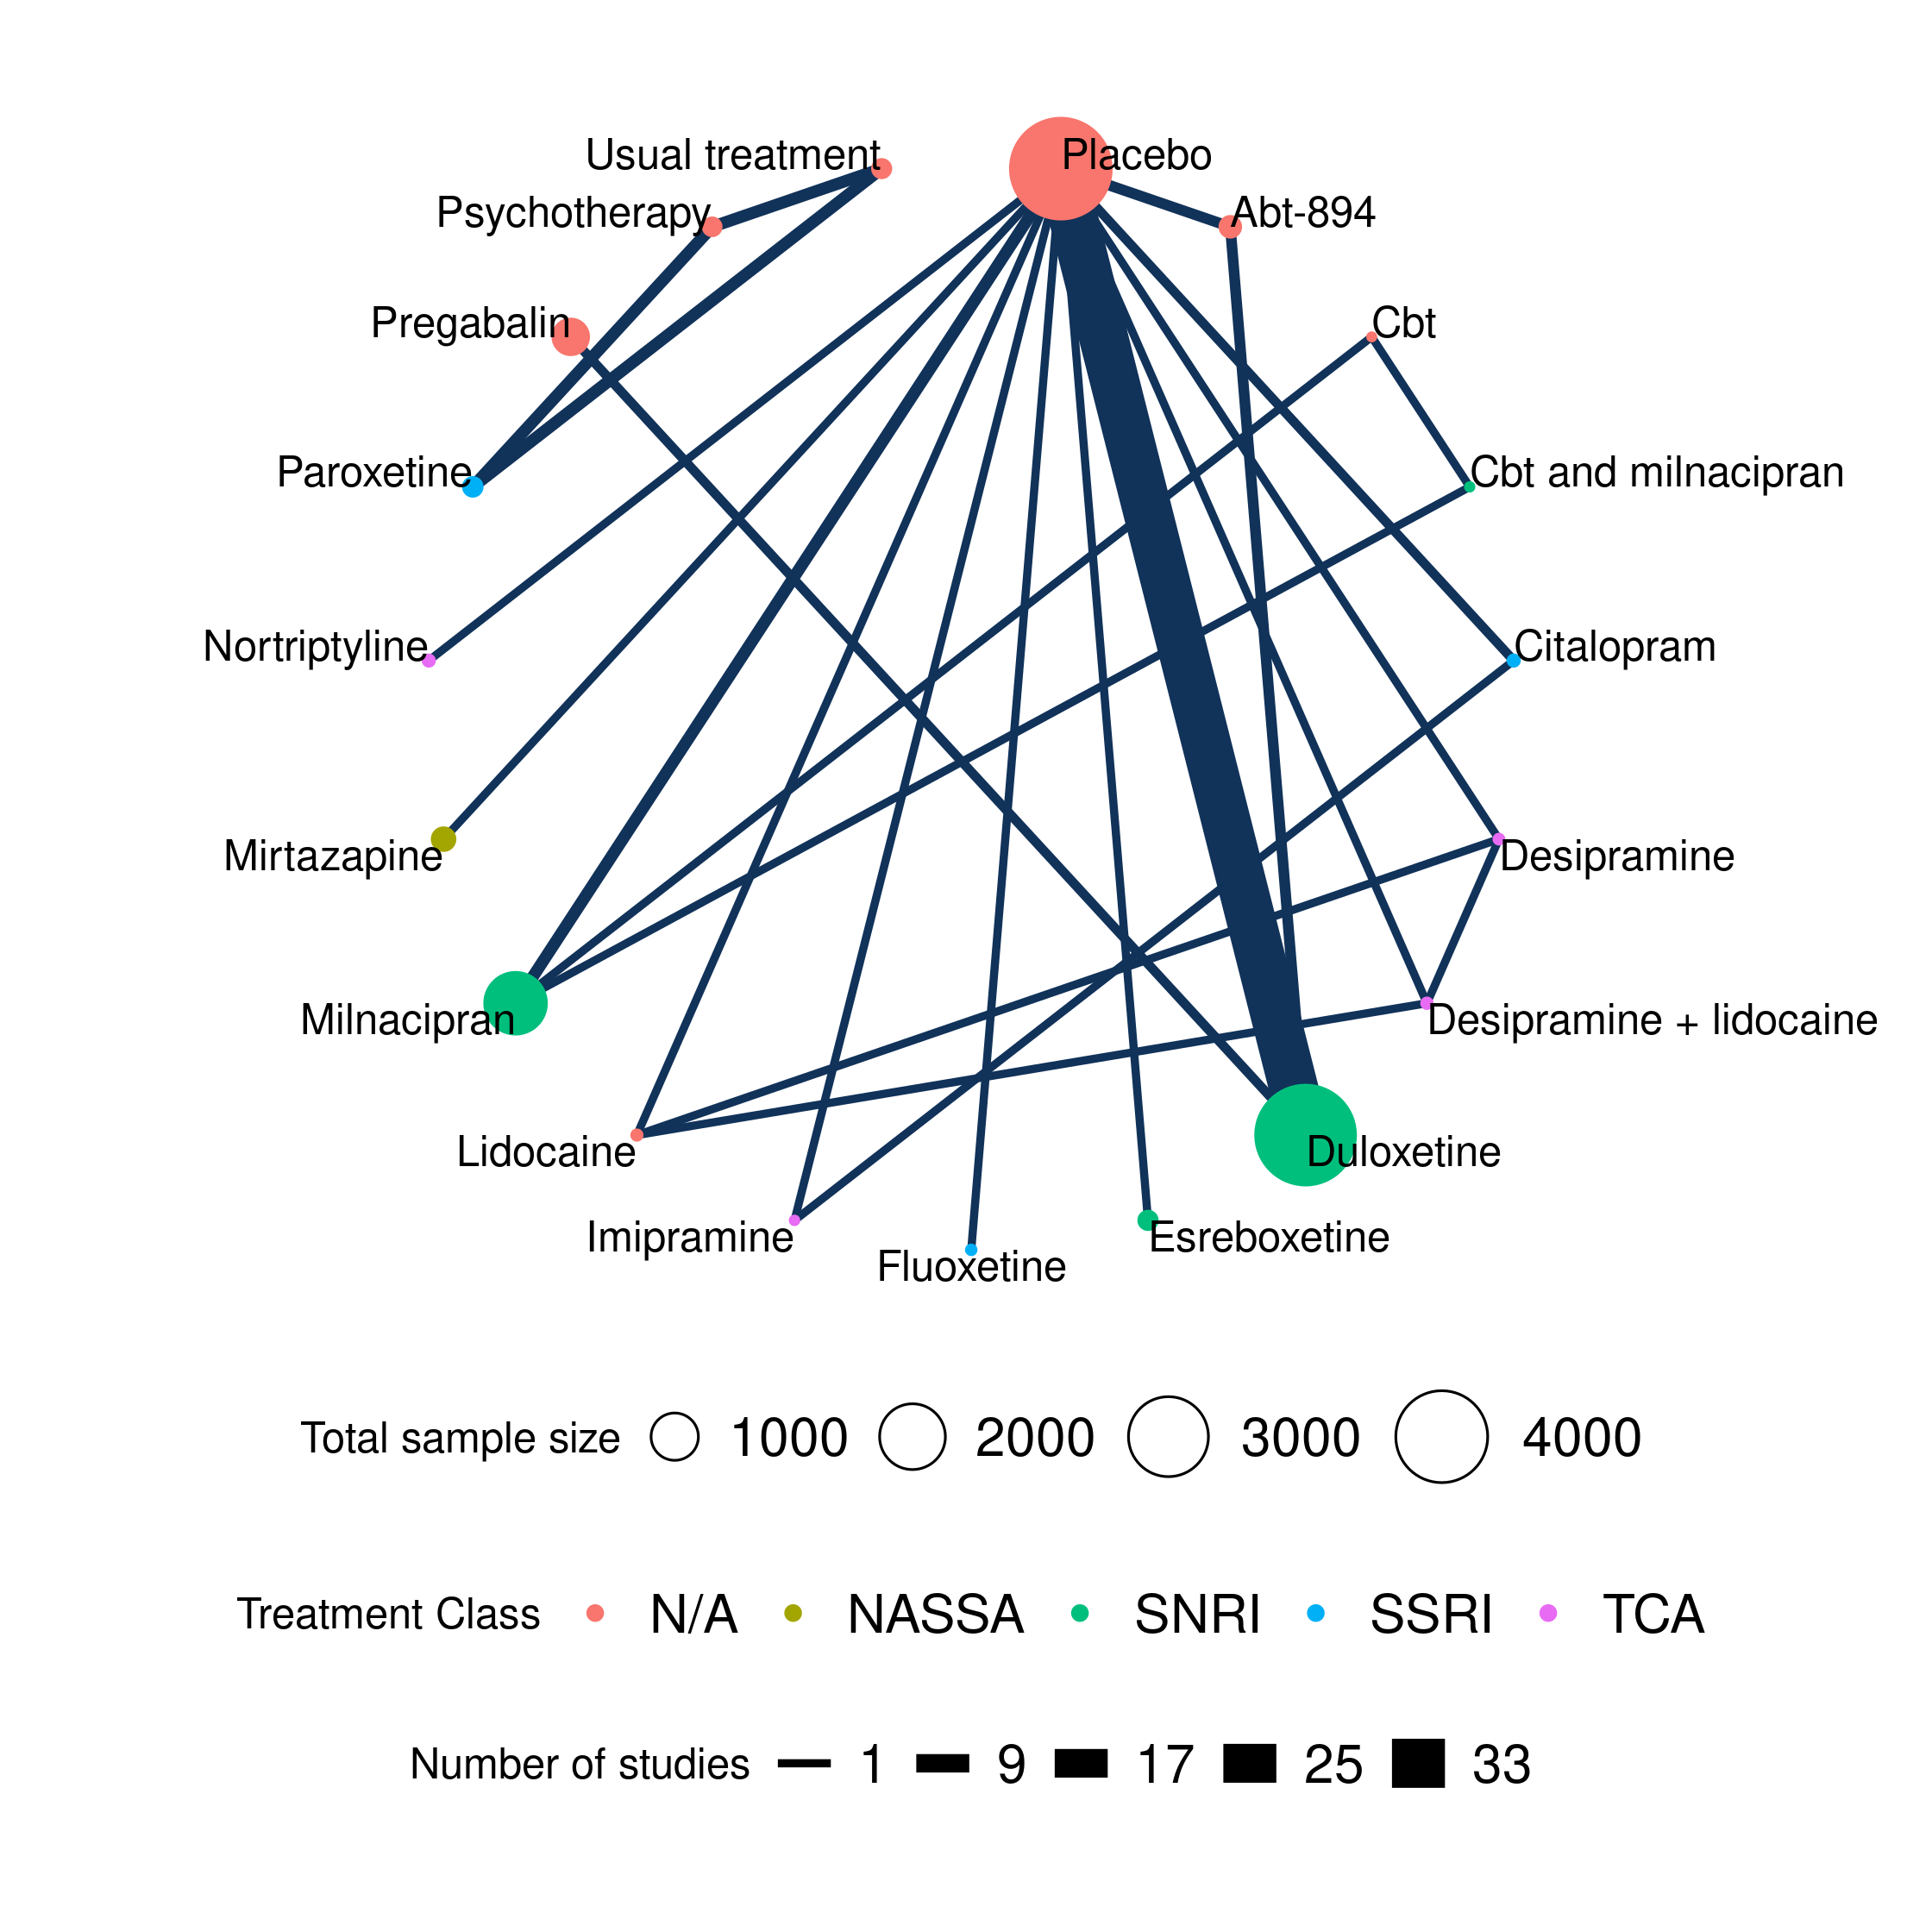 Usual treatment
Placebo
Psychotherapy
Abt-894
Pregabalin
Cbt
Paroxetine
Cbt and milnacipran
Nortriptyline
Citalopram
Mirtazapine
Desipramine
Milnacipran
Desipramine + lidocaine
Lidocaine
Duloxetine
Imipramine
Esreboxetine
Fluoxetine
Total sample size 1000 2000 3000 4000
Treatment Class N/A NASSA SNRI SSRI TCA
Number of studies 1 9 17 25 33